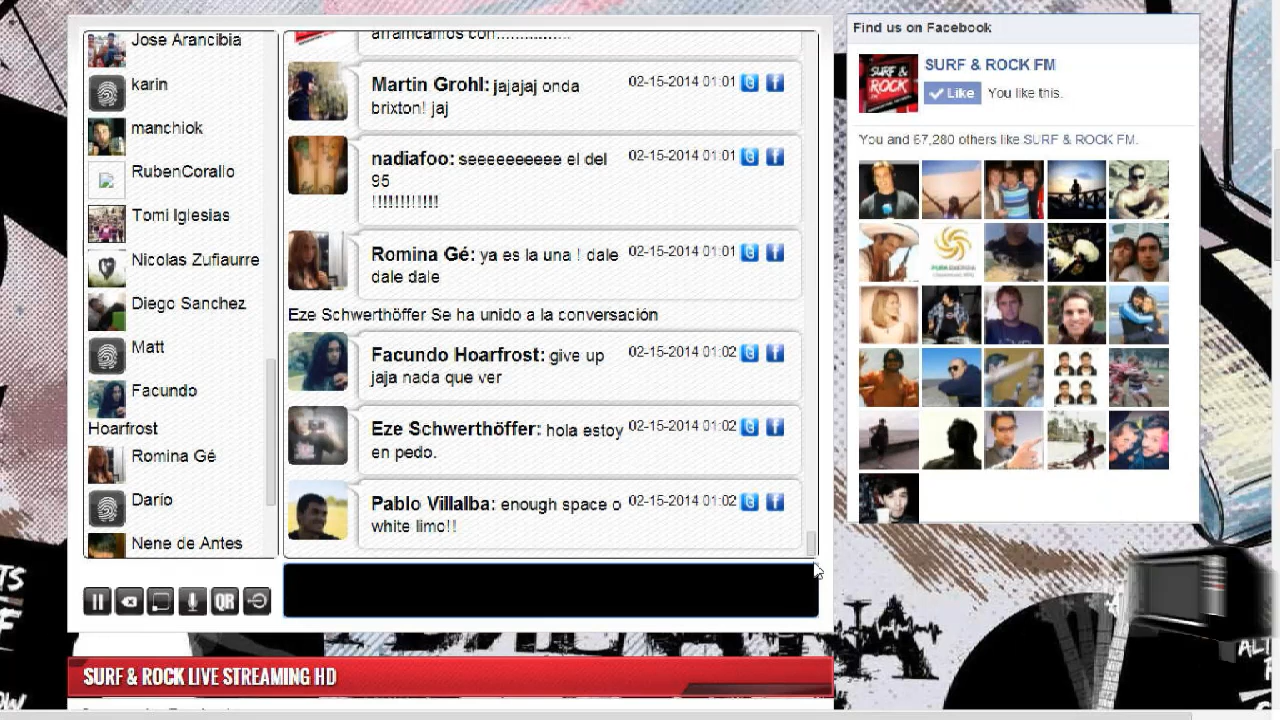 Jose Arancibia
karin
manchiok
RubenCorallo
Tomi Iglesias
Nicolas Zufiaurre
Diego Sanchez
Matt
Facundo
Hoarfrost
Romina Gé
Darío
Nene de Antes
QR
Martin Grohl: jajajaj onda
brixton! jaj
02-15-2014 01:01
nadiafoo: seeeeeeeeee el del
95
!!!!!!!!!!!!
02-15-2014 01:01
Romina Gé: ya es la una ! dale
dale dale
02-15-2014 01:01
Eze Schwerthöffer Se ha unido a la conversación
Facundo Hoarfrost: give up
jaja nada que ver
02-15-2014 01:02
Eze Schwerthöffer: hola estoy
en pedo.
02-15-2014 01:02
Pablo Villalba: enough space o
white limo!!
02-15-2014 01:02
Find us on Facebook
SURF &
ROCK
SURF & ROCK FM
Like You like this.
You and 67,280 others like SURF & ROCK FM.
SURF & ROCK LIVE STREAMING HD